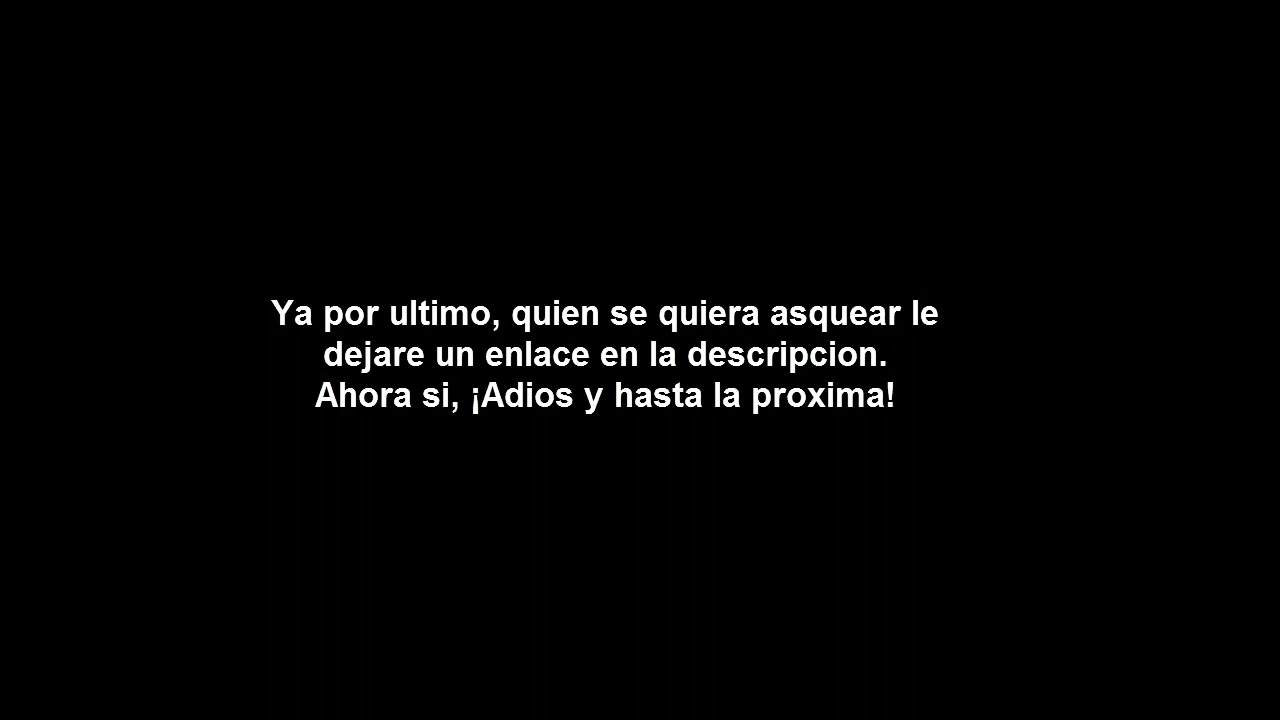 Ya por ultimo, quien se quiera asquear le
dejare un enlace en la descripcion.
Ahora si, ¡Adios y hasta la proxima!